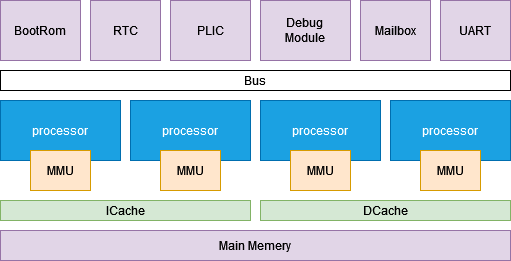 BootRom
RTC
PLIC
Debug
Module
Mailbox
UART
Bus
processor
processor
processor
processor
MMU
MMU
MMU
MMU
ICache
DCache
Main Memery